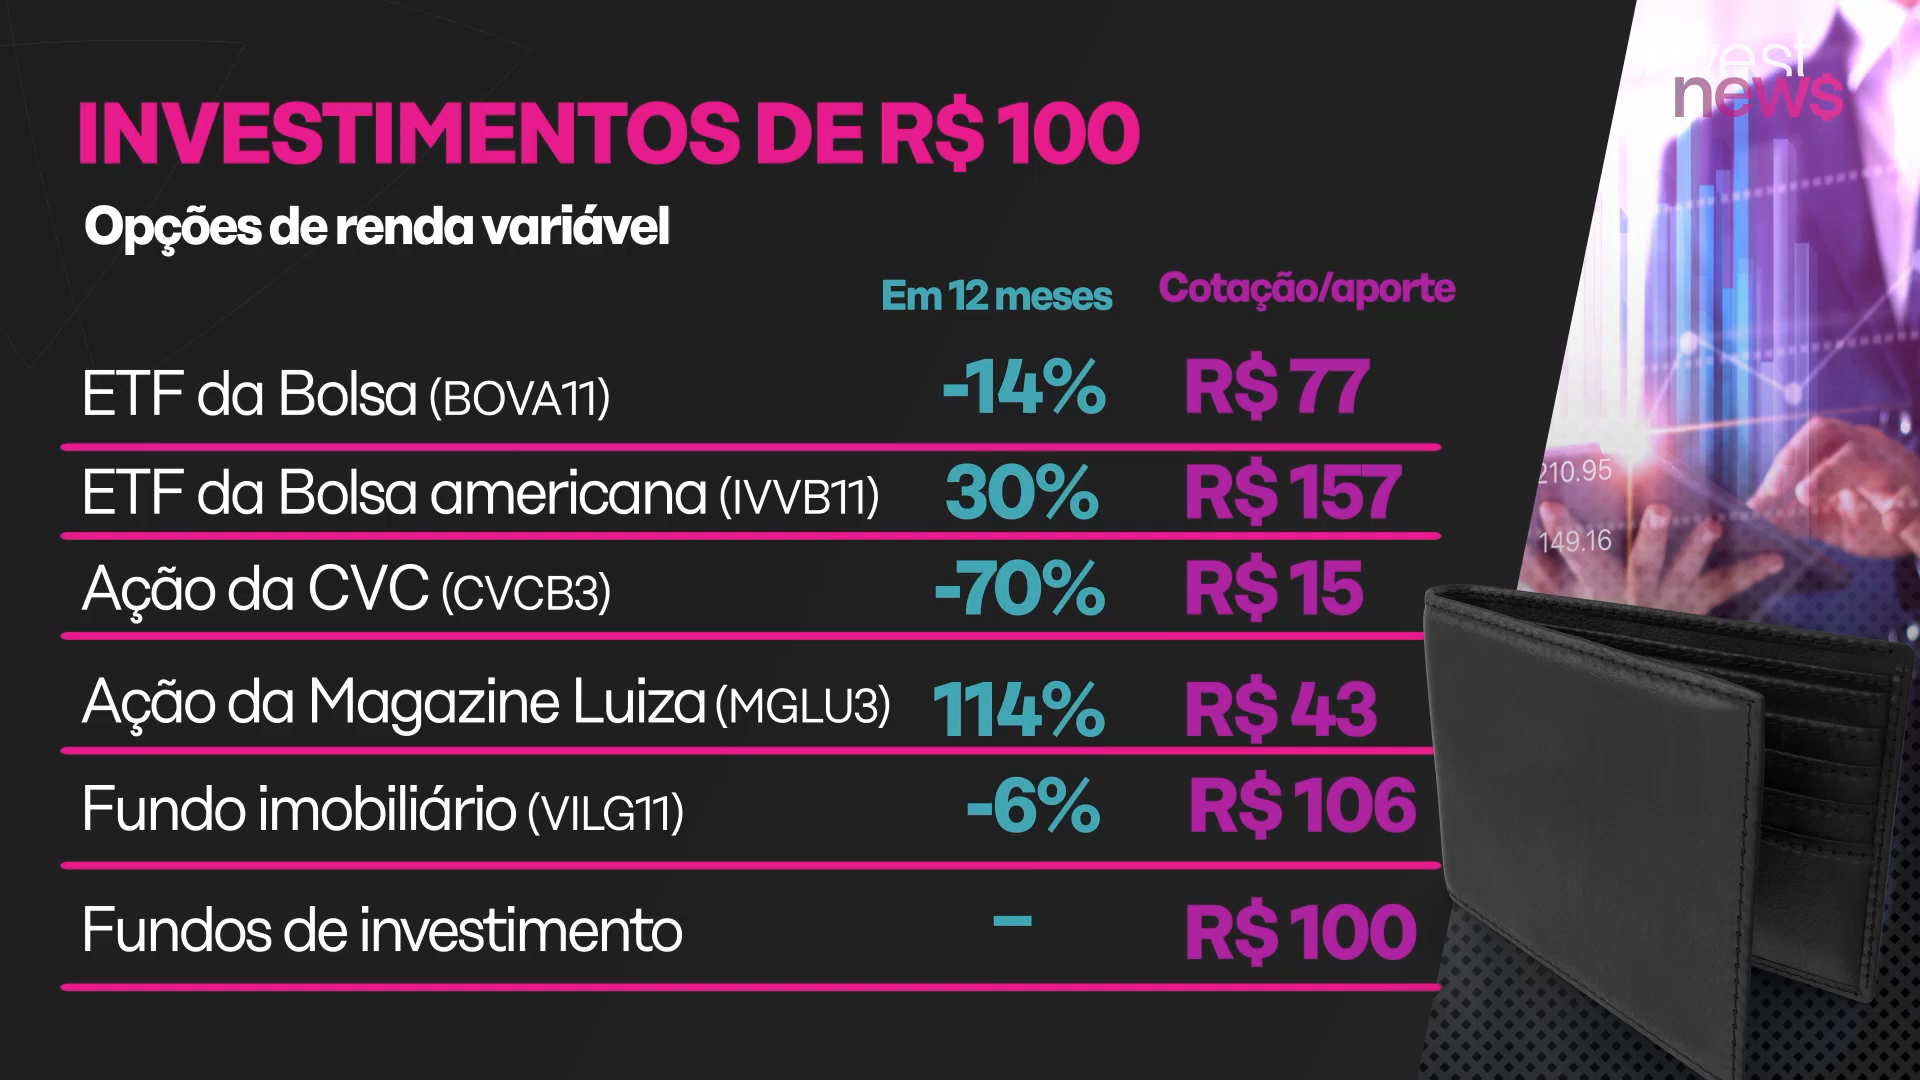 vest
news
INVESTIMENTOS DE R$ 100
Opções de renda variável
Em 12 meses Cotação/aporte
ETF da Bolsa (BOVA11) -14% R$ 77
ETF da Bolsa americana (IVVB11) 30% R$ 157
Ação da CVC (CVCB3) -70% R$ 15
Ação da Magazine Luiza (MGLU3) 114% R$ 43
Fundo imobiliário (VILG11) -6% R$ 106
Fundos de investimento – R$ 100
210.95
149.16